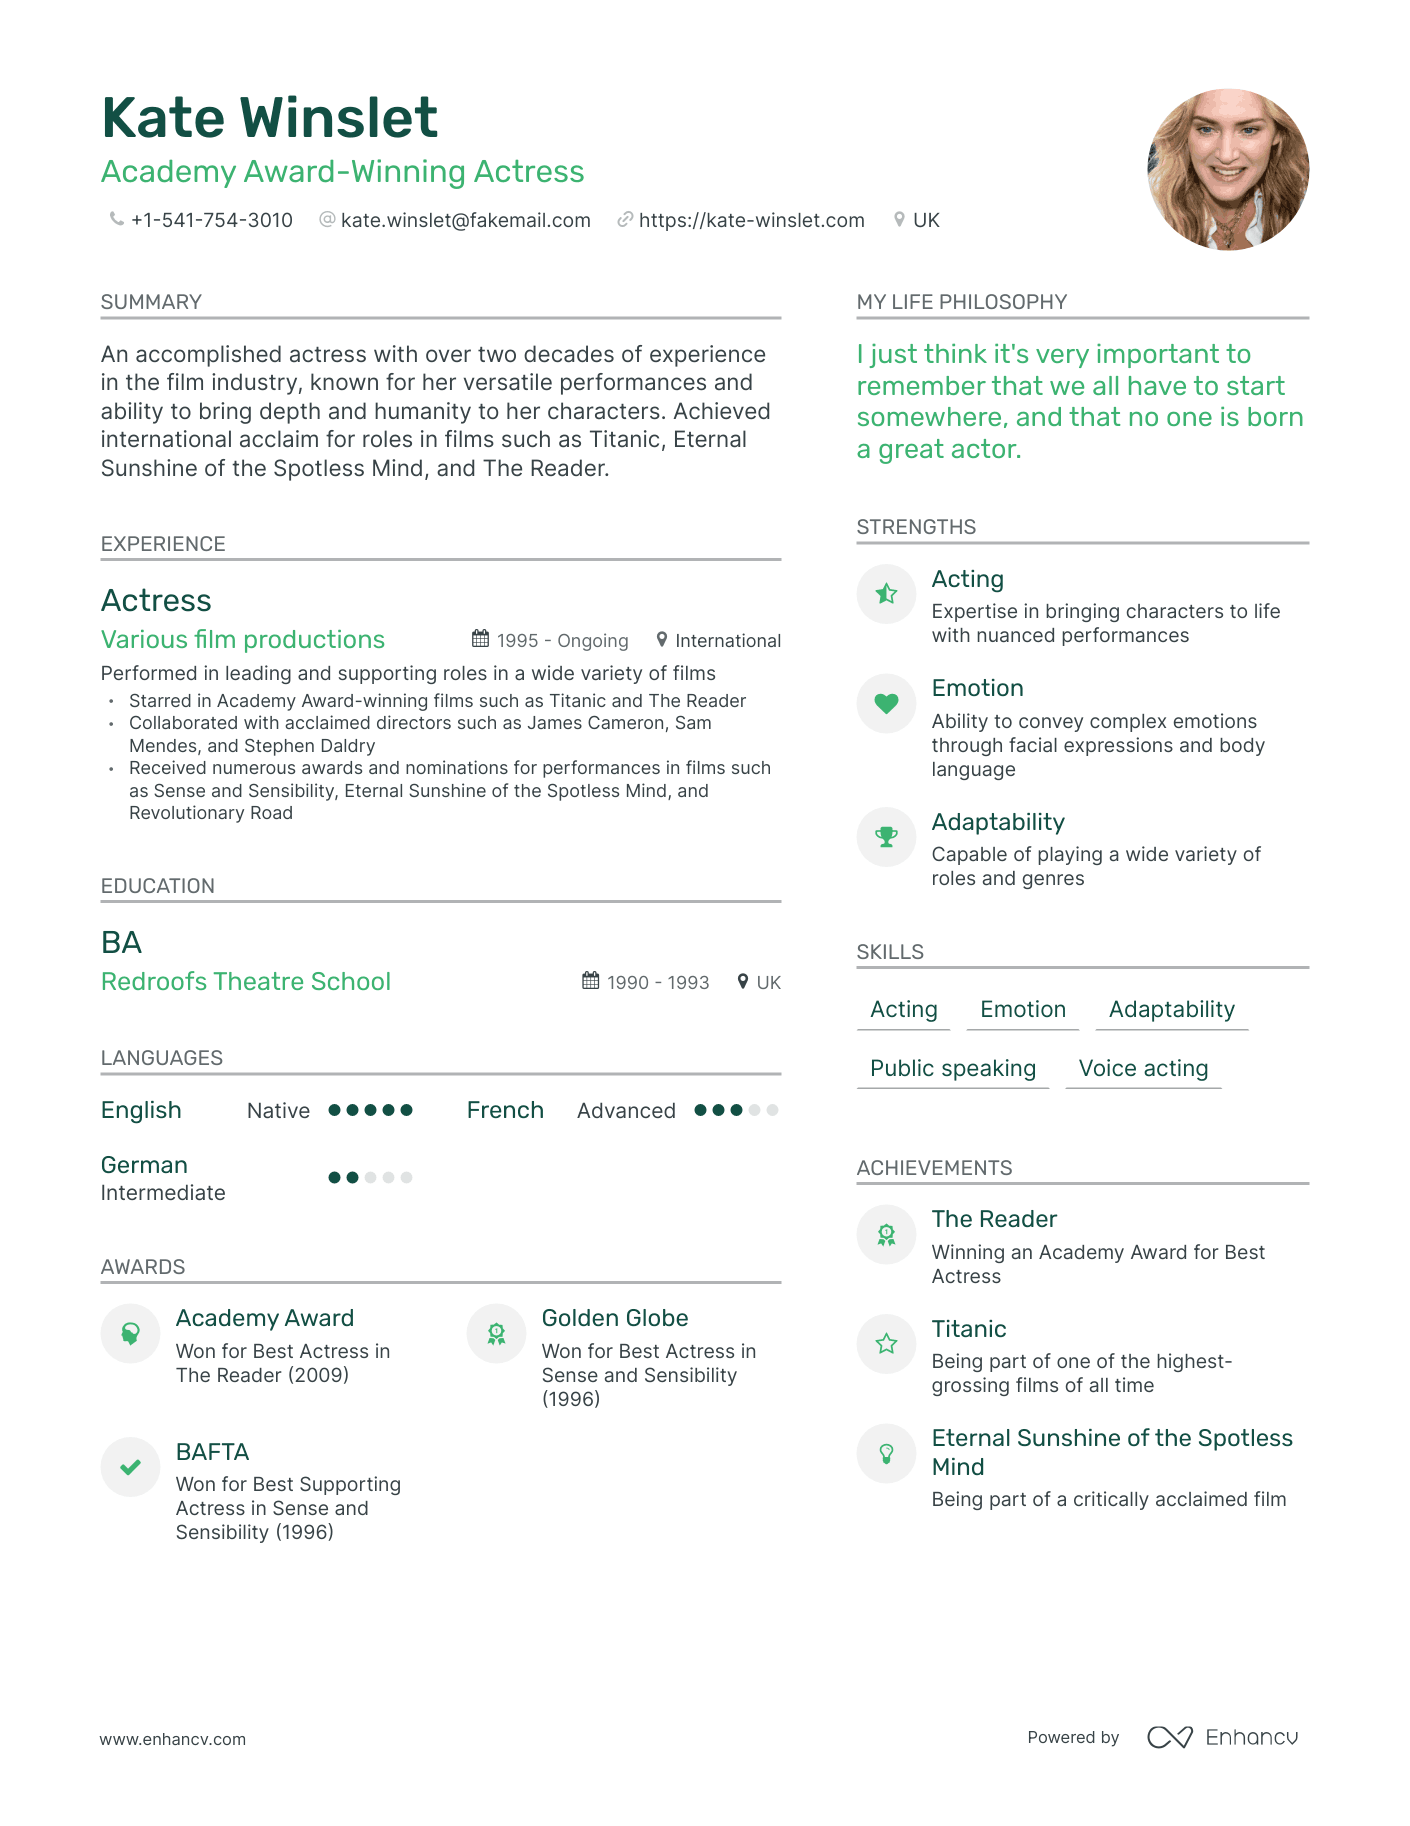 Kate Winslet
Academy Award-Winning Actress
+1-541-754-3010 @ kate.winslet@fakemail.com https://kate-winslet.com UK
SUMMARY
An accomplished actress with over two decades of experience
in the film industry, known for her versatile performances and
ability to bring depth and humanity to her characters. Achieved
international acclaim for roles in films such as Titanic, Eternal
Sunshine of the Spotless Mind, and The Reader.
EXPERIENCE
Actress
Various film productions 1995 - Ongoing International
Performed in leading and supporting roles in a wide variety of films
• Starred in Academy Award-winning films such as Titanic and The Reader
• Collaborated with acclaimed directors such as James Cameron, Sam
Mendes, and Stephen Daldry
• Received numerous awards and nominations for performances in films such
as Sense and Sensibility, Eternal Sunshine of the Spotless Mind, and
Revolutionary Road
EDUCATION
BA
Redroofs Theatre School 1990 - 1993 UK
LANGUAGES
English Native French Advanced
German
Intermediate
AWARDS
Academy Award
Won for Best Actress in
The Reader (2009)
Golden Globe
Won for Best Actress in
Sense and Sensibility
(1996)
BAFTA
Won for Best Supporting
Actress in Sense and
Sensibility (1996)
MY LIFE PHILOSOPHY
I just think it's very important to
remember that we all have to start
somewhere, and that no one is born
a great actor.
STRENGTHS
Acting
Expertise in bringing characters to life
with nuanced performances
Emotion
Ability to convey complex emotions
through facial expressions and body
language
Adaptability
Capable of playing a wide variety of
roles and genres
SKILLS
Acting Emotion Adaptability
Public speaking Voice acting
ACHIEVEMENTS
The Reader
Winning an Academy Award for Best
Actress
Titanic
Being part of one of the highest-
grossing films of all time
Eternal Sunshine of the Spotless
Mind
Being part of a critically acclaimed film
www.enhancv.com
Powered by Enhancv